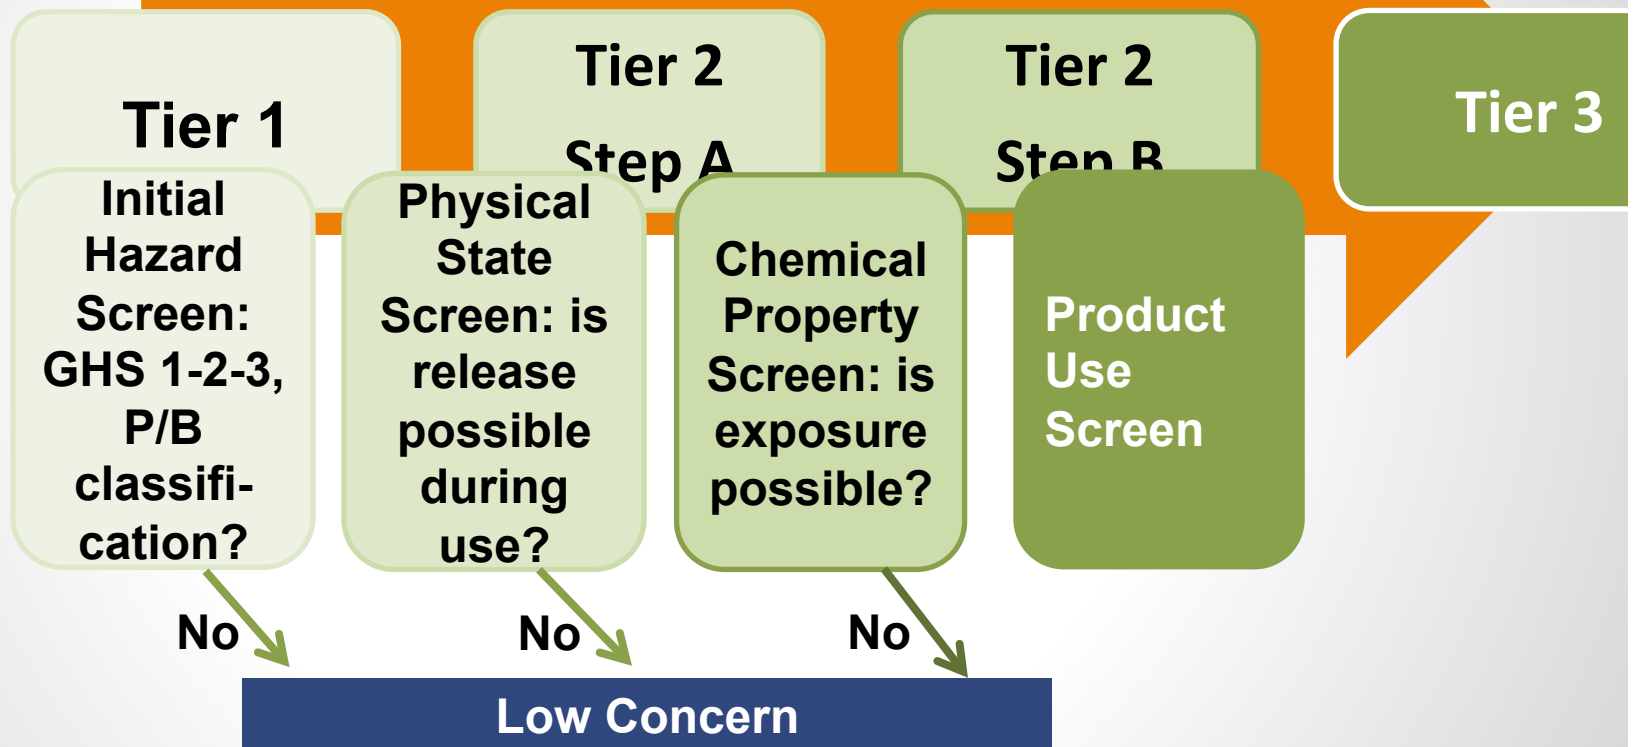 Tier 1
Tier 2
Step A
Tier 2
Step B
Tier 3
Initial
Hazard
Screen:
GHS 1-2-3,
P/B
classifi-
cation?
Physical
State
Screen: is
release
possible
during
use?
Chemical
Property
Screen: is
exposure
possible?
Product
Use
Screen
No
No
No
Low Concern